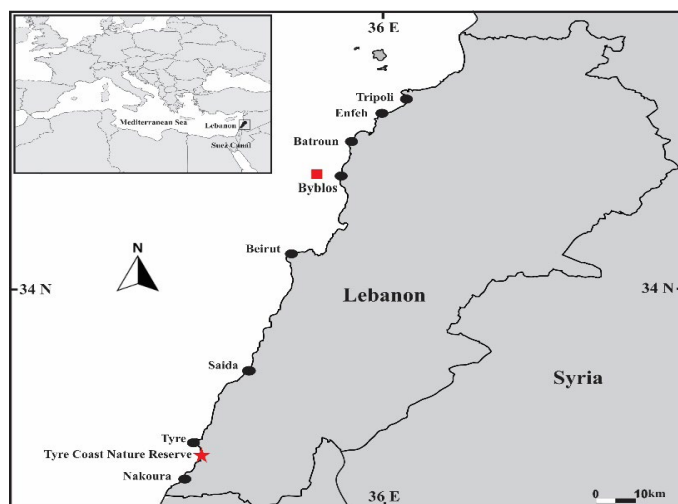 36 E
Mediterranean Sea
Lebanon
Suez Canal
Tripoli
Enfeh
Batroun
Byblos
N
Beirut
34 N
Lebanon
34 N
Saida
Syria
Tyre
Tyre Coast Nature Reserve
Nakoura
36 E
0
10km